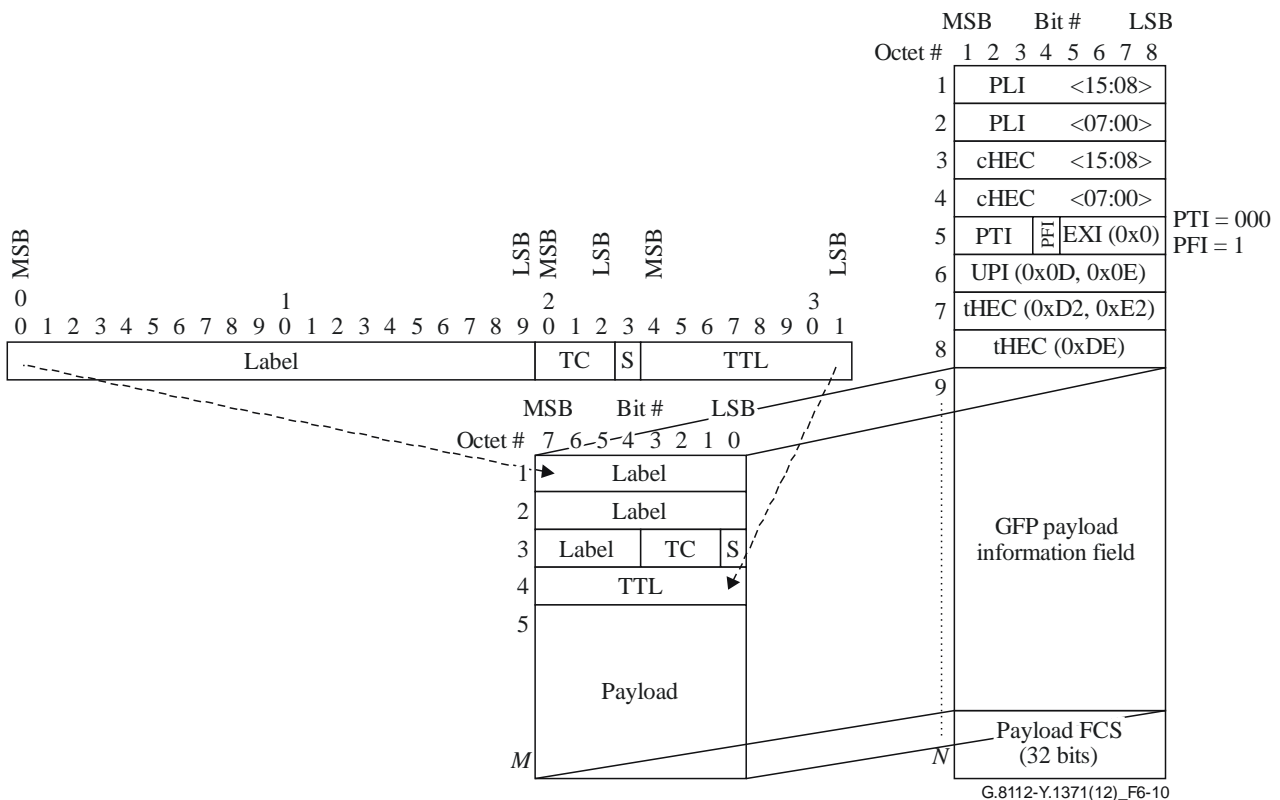 MSB Bit # LSB
Octet # 1 2 3 4 5 6 7 8
1 PLI <15:08>
2 PLI <07:00>
3 cHEC <15:08>
4 cHEC <07:00>
5 PTI PFI EXI (0x0)
PTI = 000
PFI = 1
6 UPI (0x0D, 0x0E)
7 tHEC (0xD2, 0xE2)
8 tHEC (0xDE)
9
GFP payload
information field
Payload FCS
N (32 bits)
MSB LSB MSB LSB MSB LSB
0 1 2 3
0 1 2 3 4 5 6 7 8 9 0 1 2 3 4 5 6 7 8 9 0 1 2 3 4 5 6 7 8 9 0 1
Label TC S TTL
MSB Bit # LSB
Octet # 7 6 5 4 3 2 1 0
1 Label
2 Label
3 Label TC S
4 TTL
5
Payload
M
G.8112-Y.1371(12)_F6-10